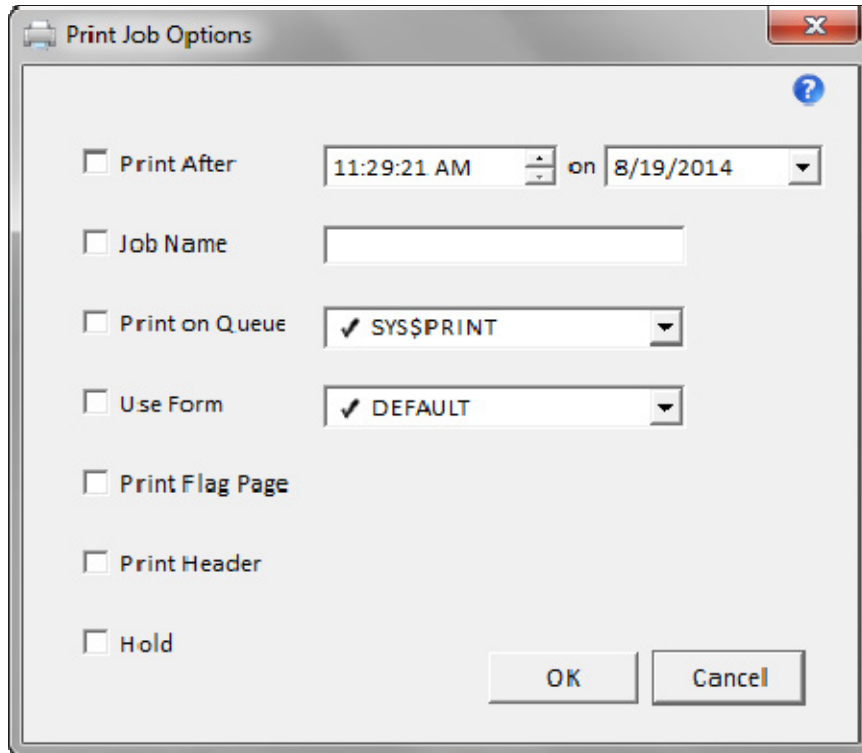 Print Job Options
Print After 11:29:21 AM on 8/19/2014
Job Name
Print on Queue ✓ SYS$PRINT
Use Form ✓ DEFAULT
Print Flag Page
Print Header
Hold
OK Cancel